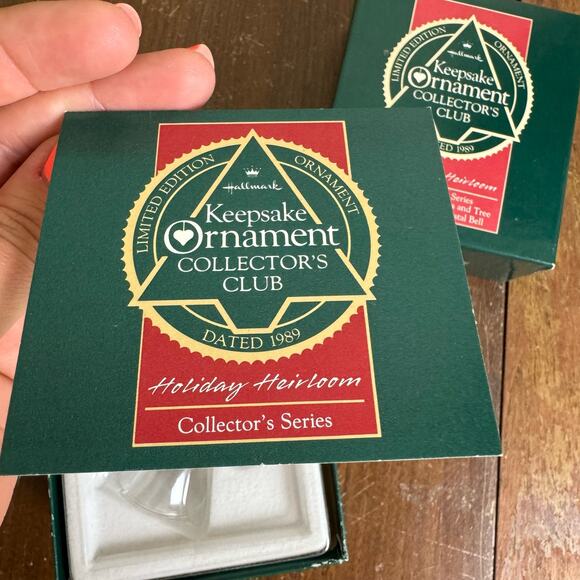 LIMITED EDITION
ORNAMENT
Hallmark
Keepsake
Ornament
COLLECTOR'S
CLUB
DATED 1989
Holiday Heirloom
Collector's Series
LIMITED EDITION
ORNAMENT
Hallmark
Keepsake
Ornament
COLLECTOR'S
CLUB
DATED 1989
Heirloom
Series
and Tree
Bell